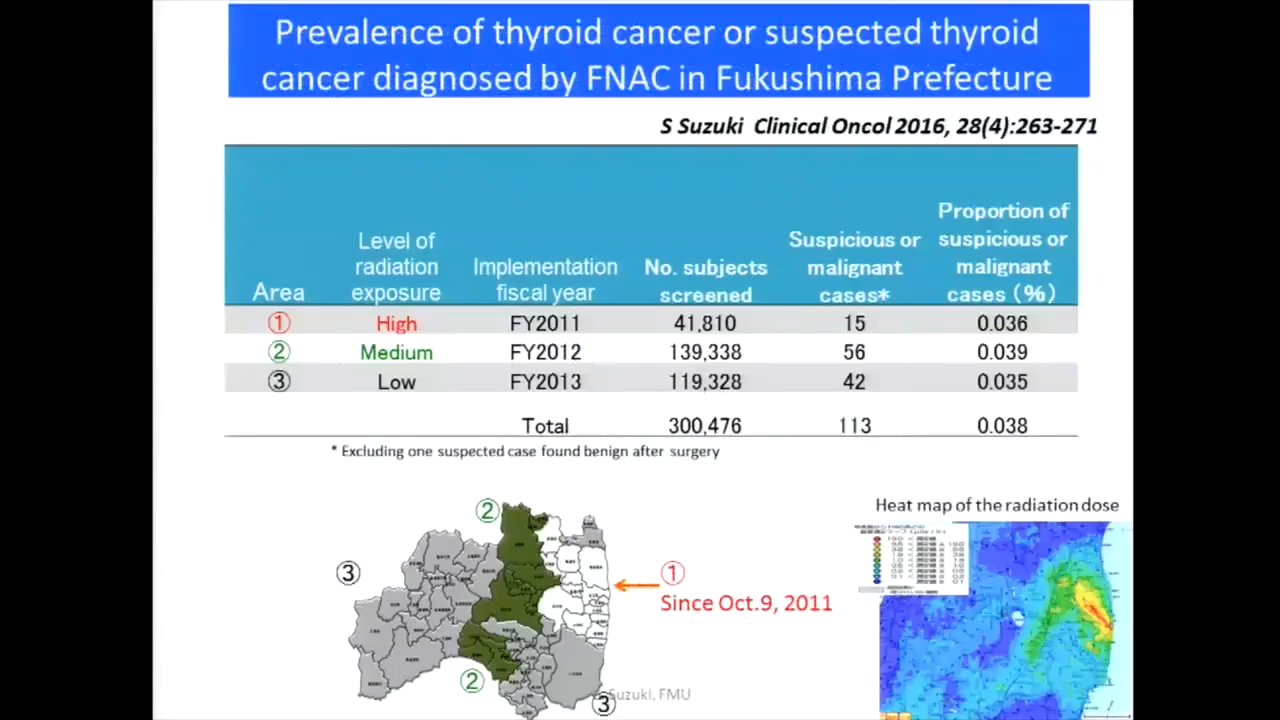 Prevalence of thyroid cancer or suspected thyroid
cancer diagnosed by FNAC in Fukushima Prefecture
S Suzuki Clinical Oncol 2016, 28(4):263-271
Area
Level of
radiation
exposure
Implementation
fiscal year
No. subjects
screened
Suspicious or
malignant
cases*
Proportion of
suspicious or
malignant
cases (%)
① High FY2011 41,810 15 0.036
② Medium FY2012 139,338 56 0.039
③ Low FY2013 119,328 42 0.035
Total 300,476 113 0.038
* Excluding one suspected case found benign after surgery
Heat map of the radiation dose
②
③
①
Since Oct.9, 2011
②
③
Suzuki, FMU